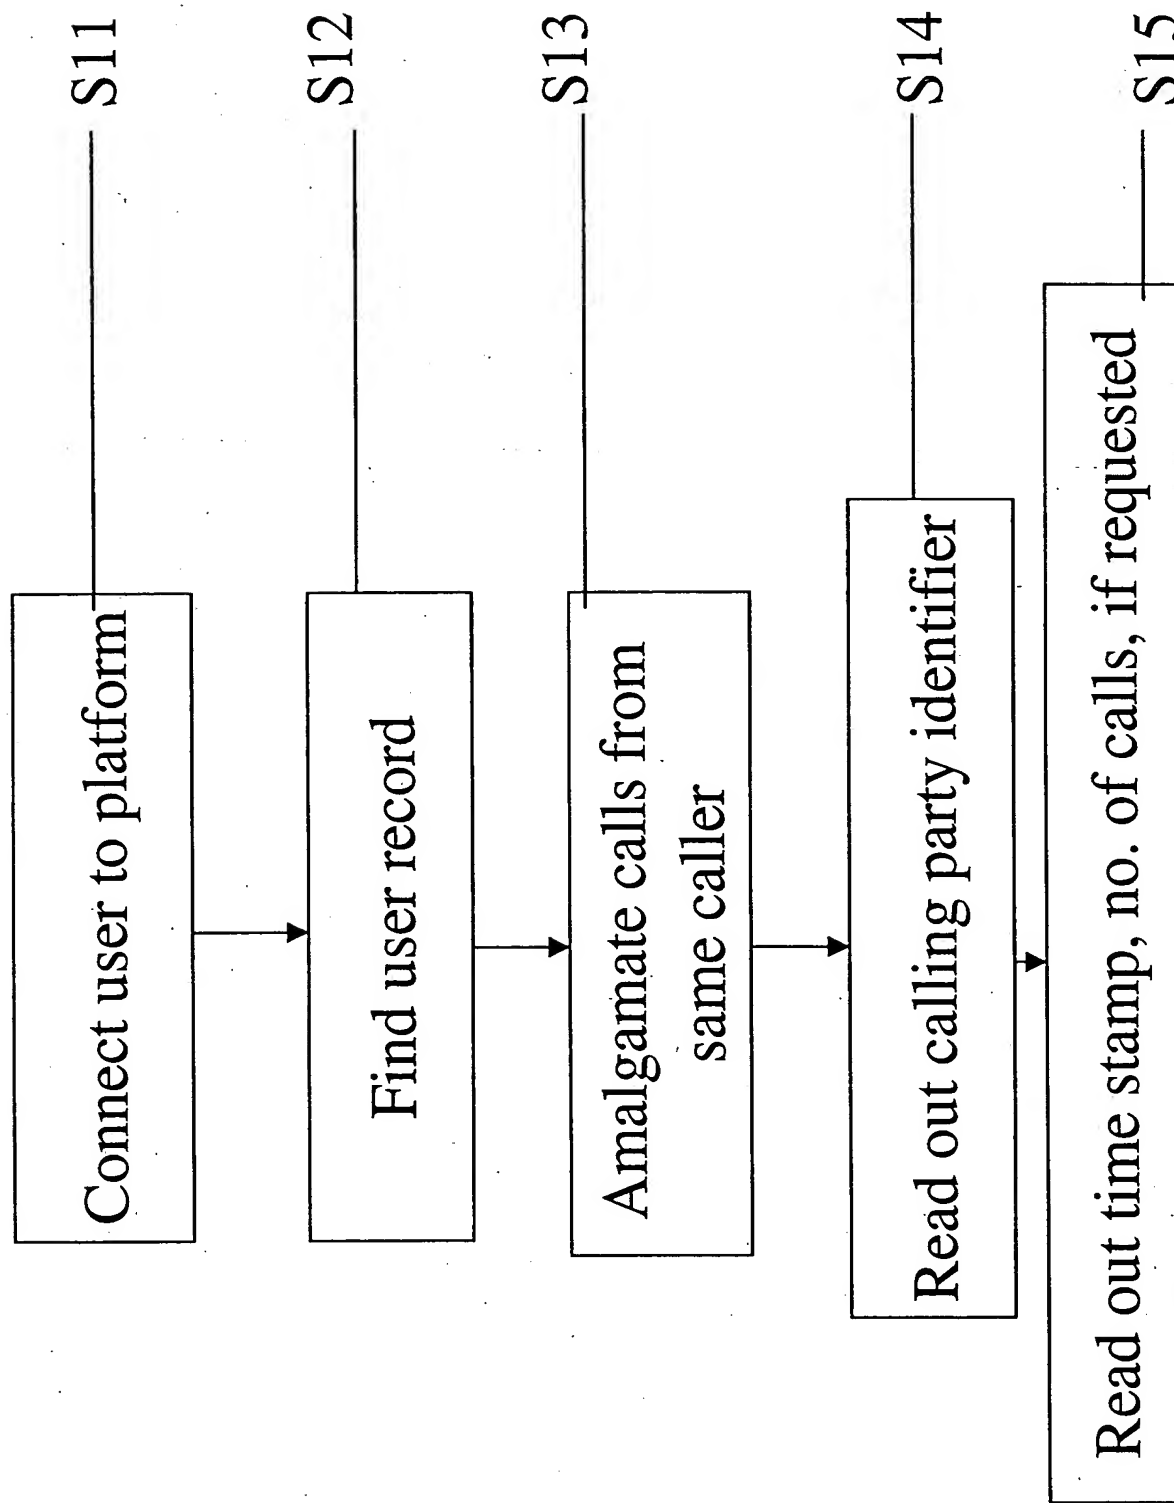 Connect user to platform
S11
Find user record
S12
Amalgamate calls from
same caller
S13
Read out calling party identifier
S14
Read out time stamp, no. of calls, if requested
S15